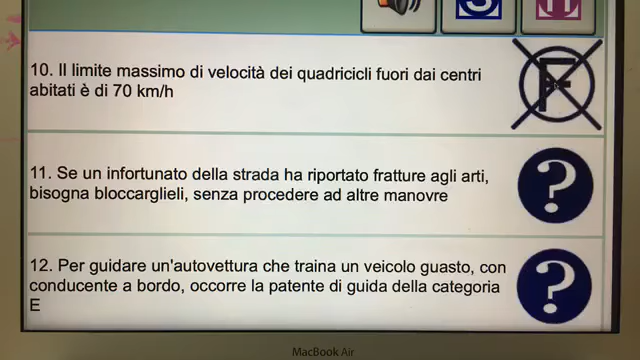 10. Il limite massimo di velocità dei quadricicli fuori dai centri
abitati è di 70 km/h
F
11. Se un infortunato della strada ha riportato fratture agli arti,
bisogna bloccarglieli, senza procedere ad altre manovre
?
12. Per guidare un'autovettura che traina un veicolo guasto, con
conducente a bordo, occorre la patente di guida della categoria
E
?
MacBook Air